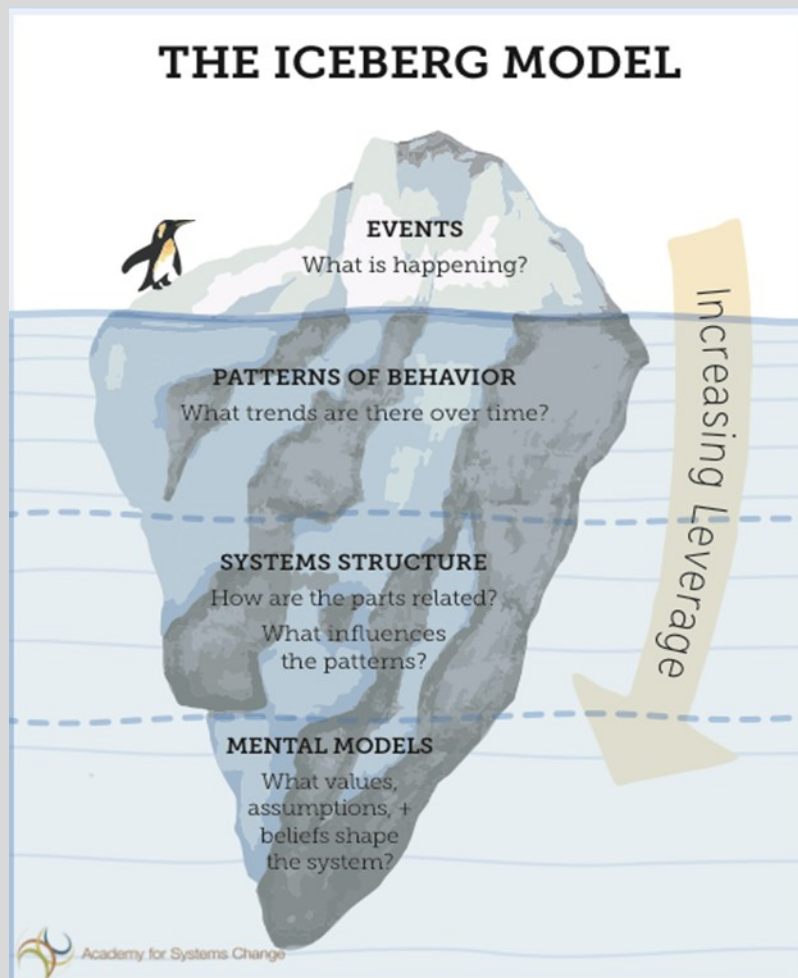 THE ICEBERG MODEL
EVENTS
What is happening?
PATTERNS OF BEHAVIOR
What trends are there over time?
SYSTEMS STRUCTURE
How are the parts related?
What influences
the patterns?
MENTAL MODELS
What values,
assumptions, +
beliefs shape
the system?
Increasing Leverage
Academy for Systems Change